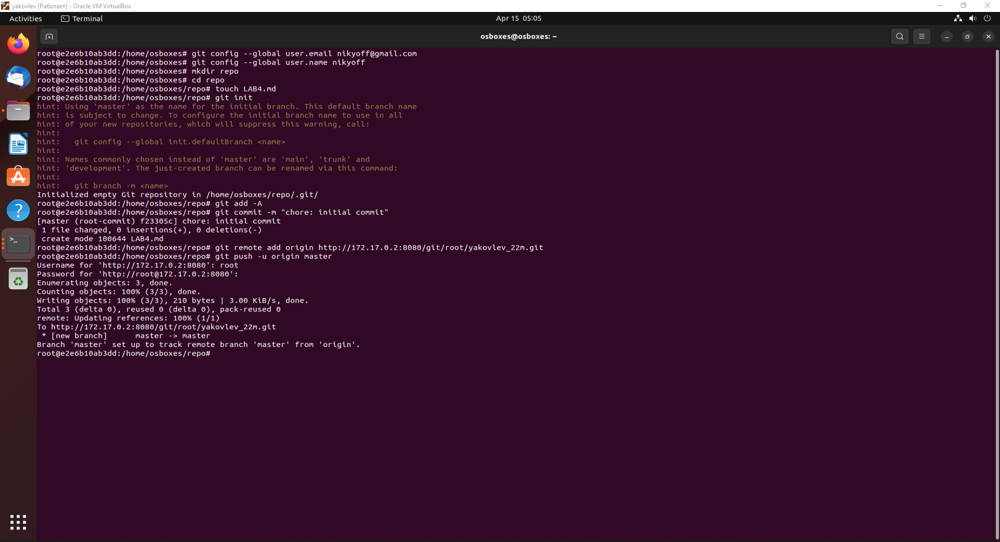 yakovlev [Работает] - Oracle VM VirtualBox
Activities
Terminal
Apr 15 05:05
osboxes@osboxes: ~
root@e2e6b10ab3dd:/home/osboxes# git config --global user.email nikyoff@gmail.com
root@e2e6b10ab3dd:/home/osboxes# git config --global user.name nikyoff
root@e2e6b10ab3dd:/home/osboxes# mkdir repo
root@e2e6b10ab3dd:/home/osboxes# cd repo
root@e2e6b10ab3dd:/home/osboxes/repo# touch LAB4.md
root@e2e6b10ab3dd:/home/osboxes/repo# git init
hint: Using 'master' as the name for the initial branch. This default branch name
hint: is subject to change. To configure the initial branch name to use in all
hint: of your new repositories, which will suppress this warning, call:
hint:
hint:   git config --global init.defaultBranch <name>
hint:
hint: Names commonly chosen instead of 'master' are 'main', 'trunk' and
hint: 'development'. The just-created branch can be renamed via this command:
hint:
hint:   git branch -m <name>
Initialized empty Git repository in /home/osboxes/repo/.git/
root@e2e6b10ab3dd:/home/osboxes/repo# git add -A
root@e2e6b10ab3dd:/home/osboxes/repo# git commit -m "chore: initial commit"
[master (root-commit) f23305c] chore: initial commit
 1 file changed, 0 insertions(+), 0 deletions(-)
 create mode 100644 LAB4.md
root@e2e6b10ab3dd:/home/osboxes/repo# git remote add origin http://172.17.0.2:8080/git/root/yakovlev_22m.git
root@e2e6b10ab3dd:/home/osboxes/repo# git push -u origin master
Username for 'http://172.17.0.2:8080': root
Password for 'http://root@172.17.0.2:8080':
Enumerating objects: 3, done.
Counting objects: 100% (3/3), done.
Writing objects: 100% (3/3), 210 bytes | 3.00 KiB/s, done.
Total 3 (delta 0), reused 0 (delta 0), pack-reused 0
remote: Updating references: 100% (1/1)
To http://172.17.0.2:8080/git/root/yakovlev_22m.git
 * [new branch]      master -> master
Branch 'master' set up to track remote branch 'master' from 'origin'.
root@e2e6b10ab3dd:/home/osboxes/repo#